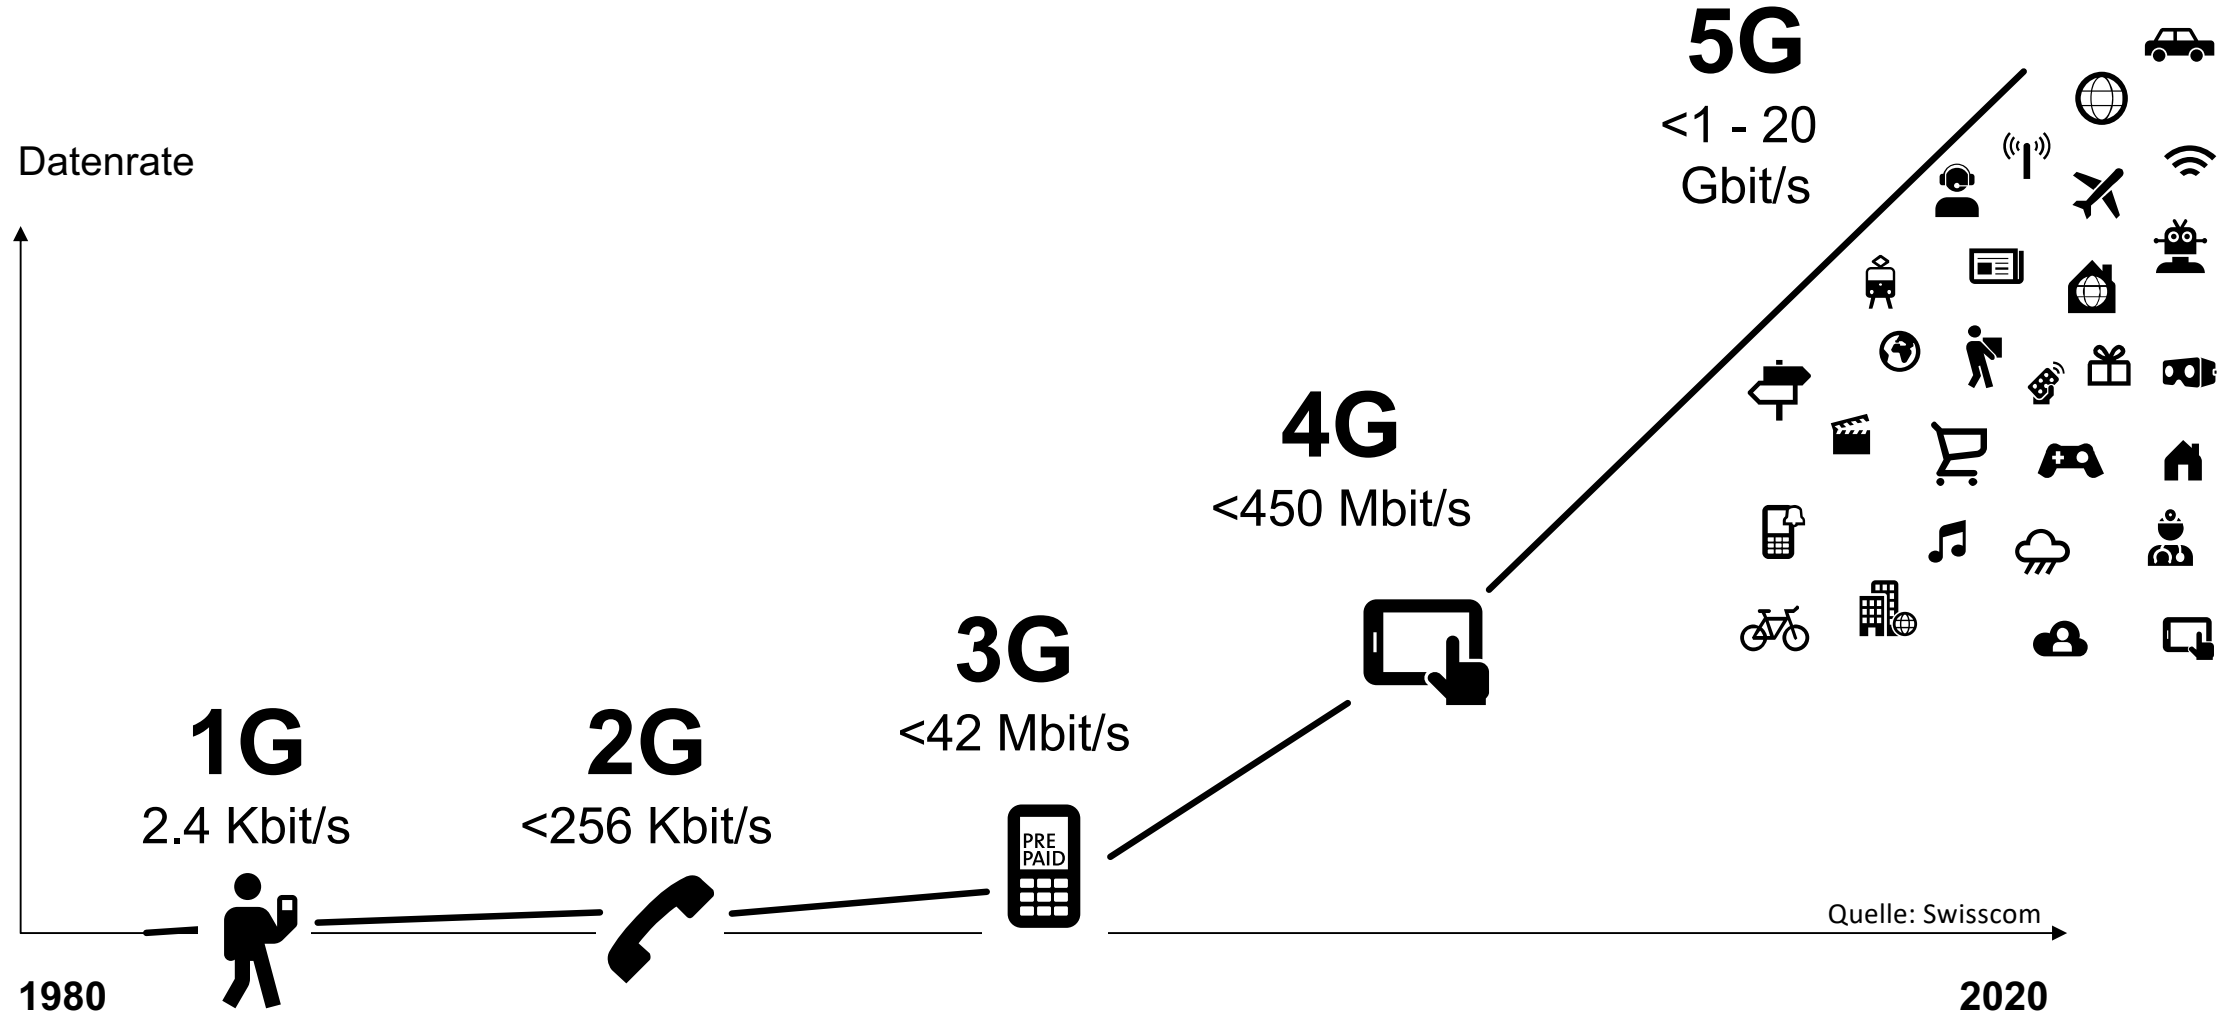 5G
<1 - 20
Gbit/s
Datenrate
4G
<450 Mbit/s
3G
<42 Mbit/s
1G
2.4 Kbit/s
2G
<256 Kbit/s
PRE
PAID
Quelle: Swisscom
1980
2020